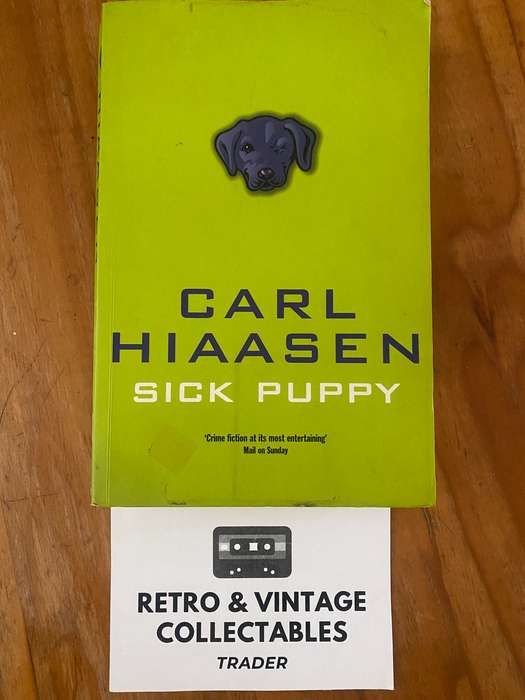 CARL
HIAASEN
SICK PUPPY
'Crime fiction at its most entertaining'
Mail on Sunday
RETRO & VINTAGE
COLLECTABLES
TRADER